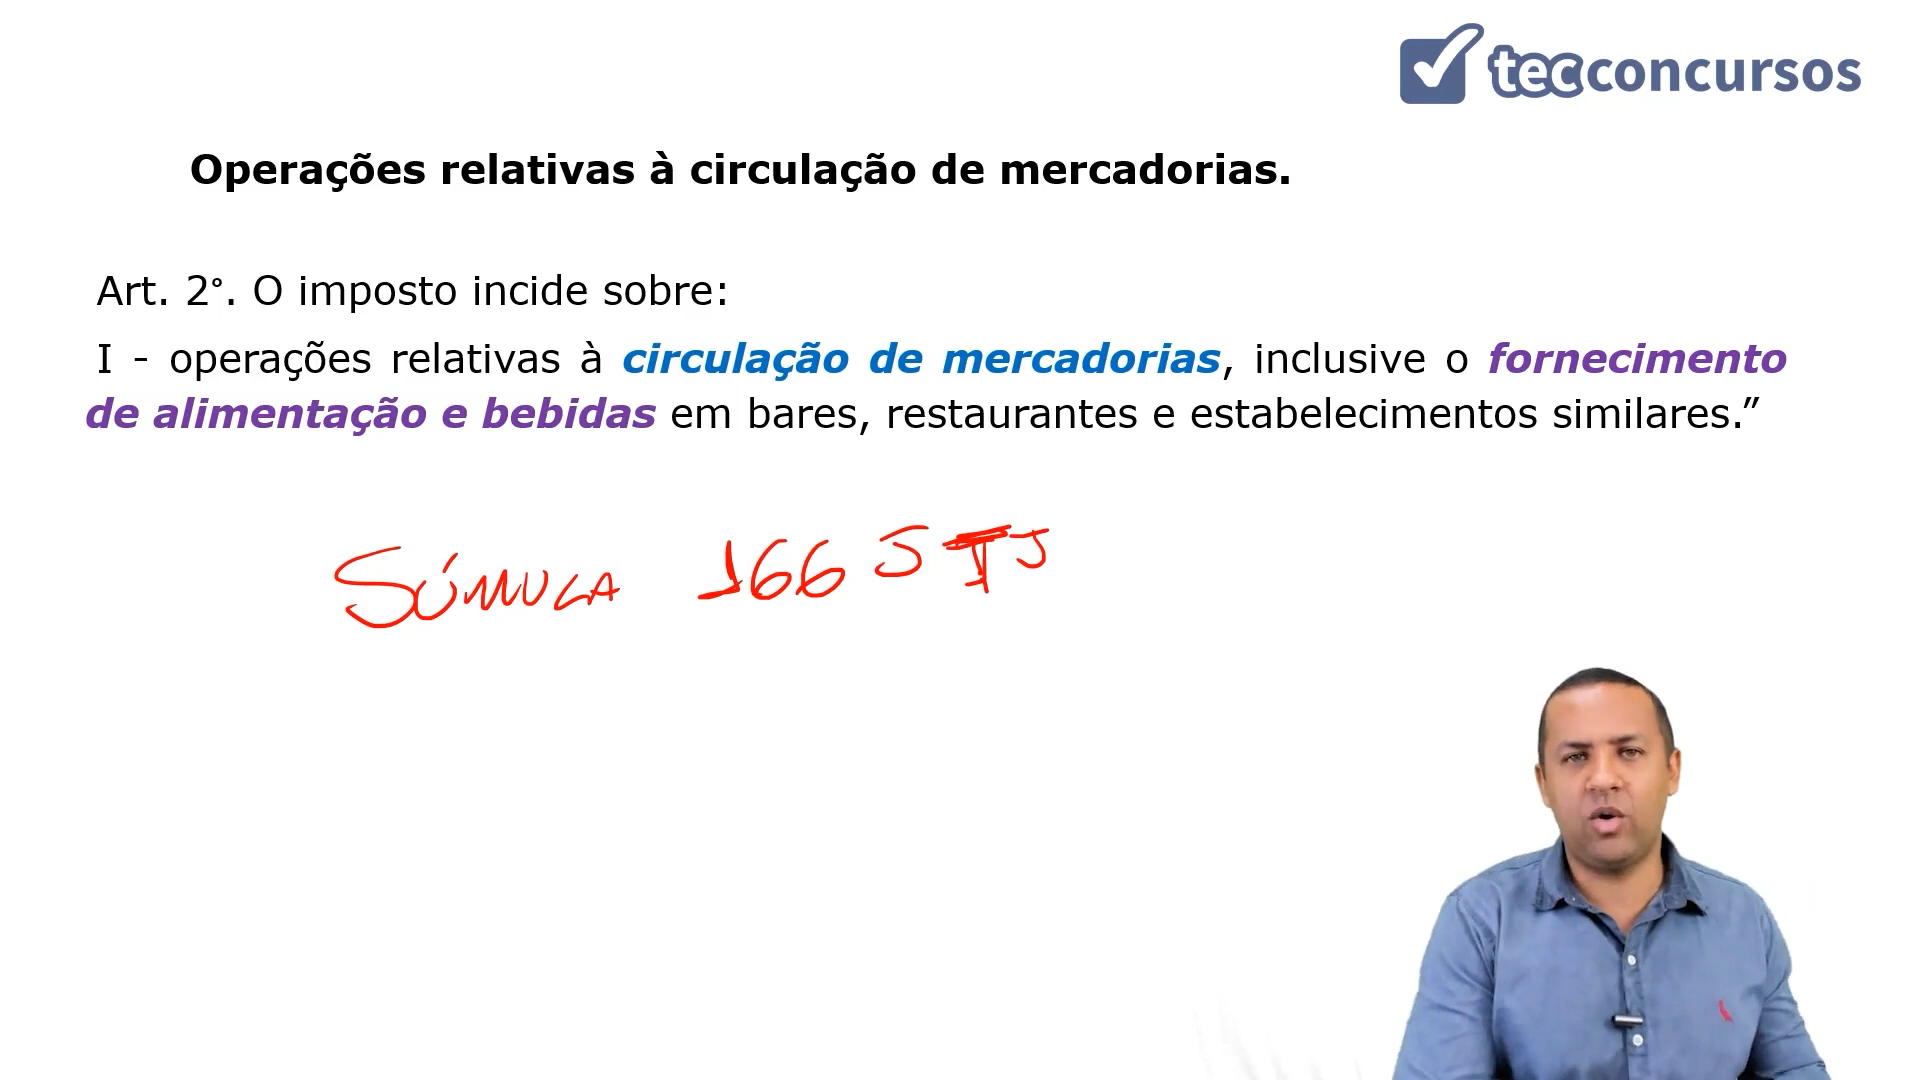 tecconcursos
Operações relativas à circulação de mercadorias.
Art. 2°. O imposto incide sobre:
I - operações relativas à circulação de mercadorias, inclusive o fornecimento
de alimentação e bebidas em bares, restaurantes e estabelecimentos similares.”
SÚMULA 166 STJ